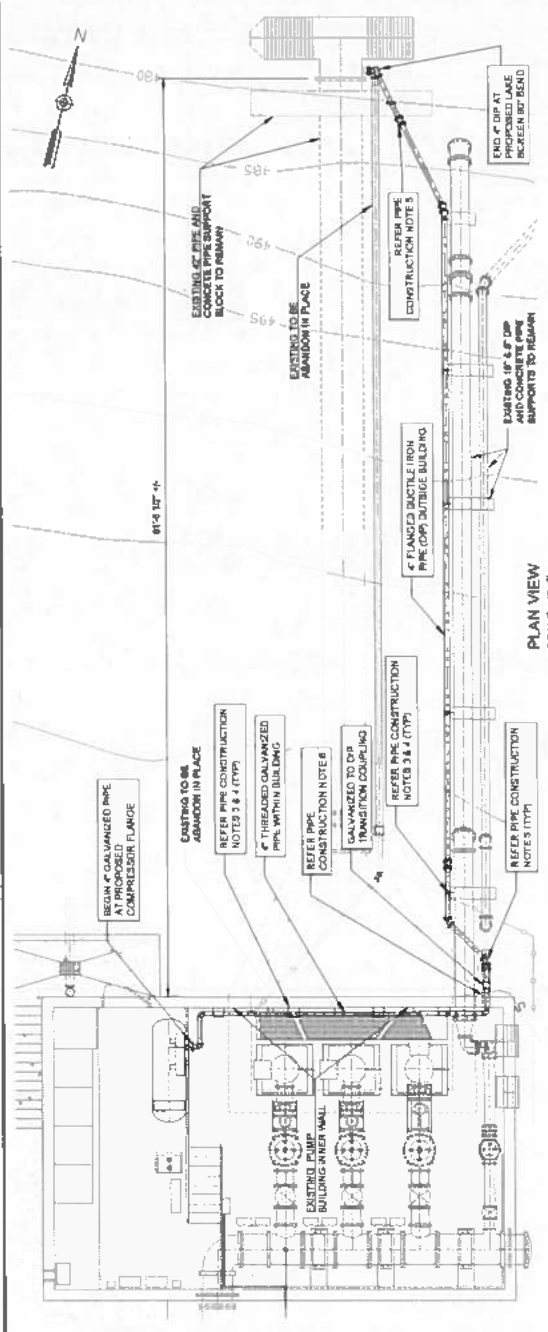 N
480
485
490
495
EXISTING 42" PIPE AND
CONCRETE PIPE SUPPORT
BLOCK TO REMAIN
EXISTING TO BE
ABANDON IN PLACE
REFER PIPE
CONSTRUCTION NOTE 5
END 4" DIP AT
PROPOSED LAKE
SCREEN 90° BEND
4" FLANGED DUCTILE IRON
PIPE (DIP) OUTSIDE BUILDING
AND CONCRETE PIPE
SUPPORTS TO REMAIN
BEGIN 4" GALVANIZED PIPE
AT PROPOSED
COMPRESSOR FLANGE
EXISTING TO BE
ABANDON IN PLACE
REFER PIPE CONSTRUCTION
NOTES 3 & 4 (TYP)
4" THREADED GALVANIZED
PIPE WITHIN BUILDING
REFER PIPE
CONSTRUCTION NOTE 6
GALVANIZED TO DIP
TRANSITION COUPLING
REFER PIPE CONSTRUCTION
NOTES 3 & 4 (TYP)
REFER PIPE CONSTRUCTION
NOTE 5 (TYP)
EXISTING PUMP
BUILDING INNER WALL
PLAN VIEW